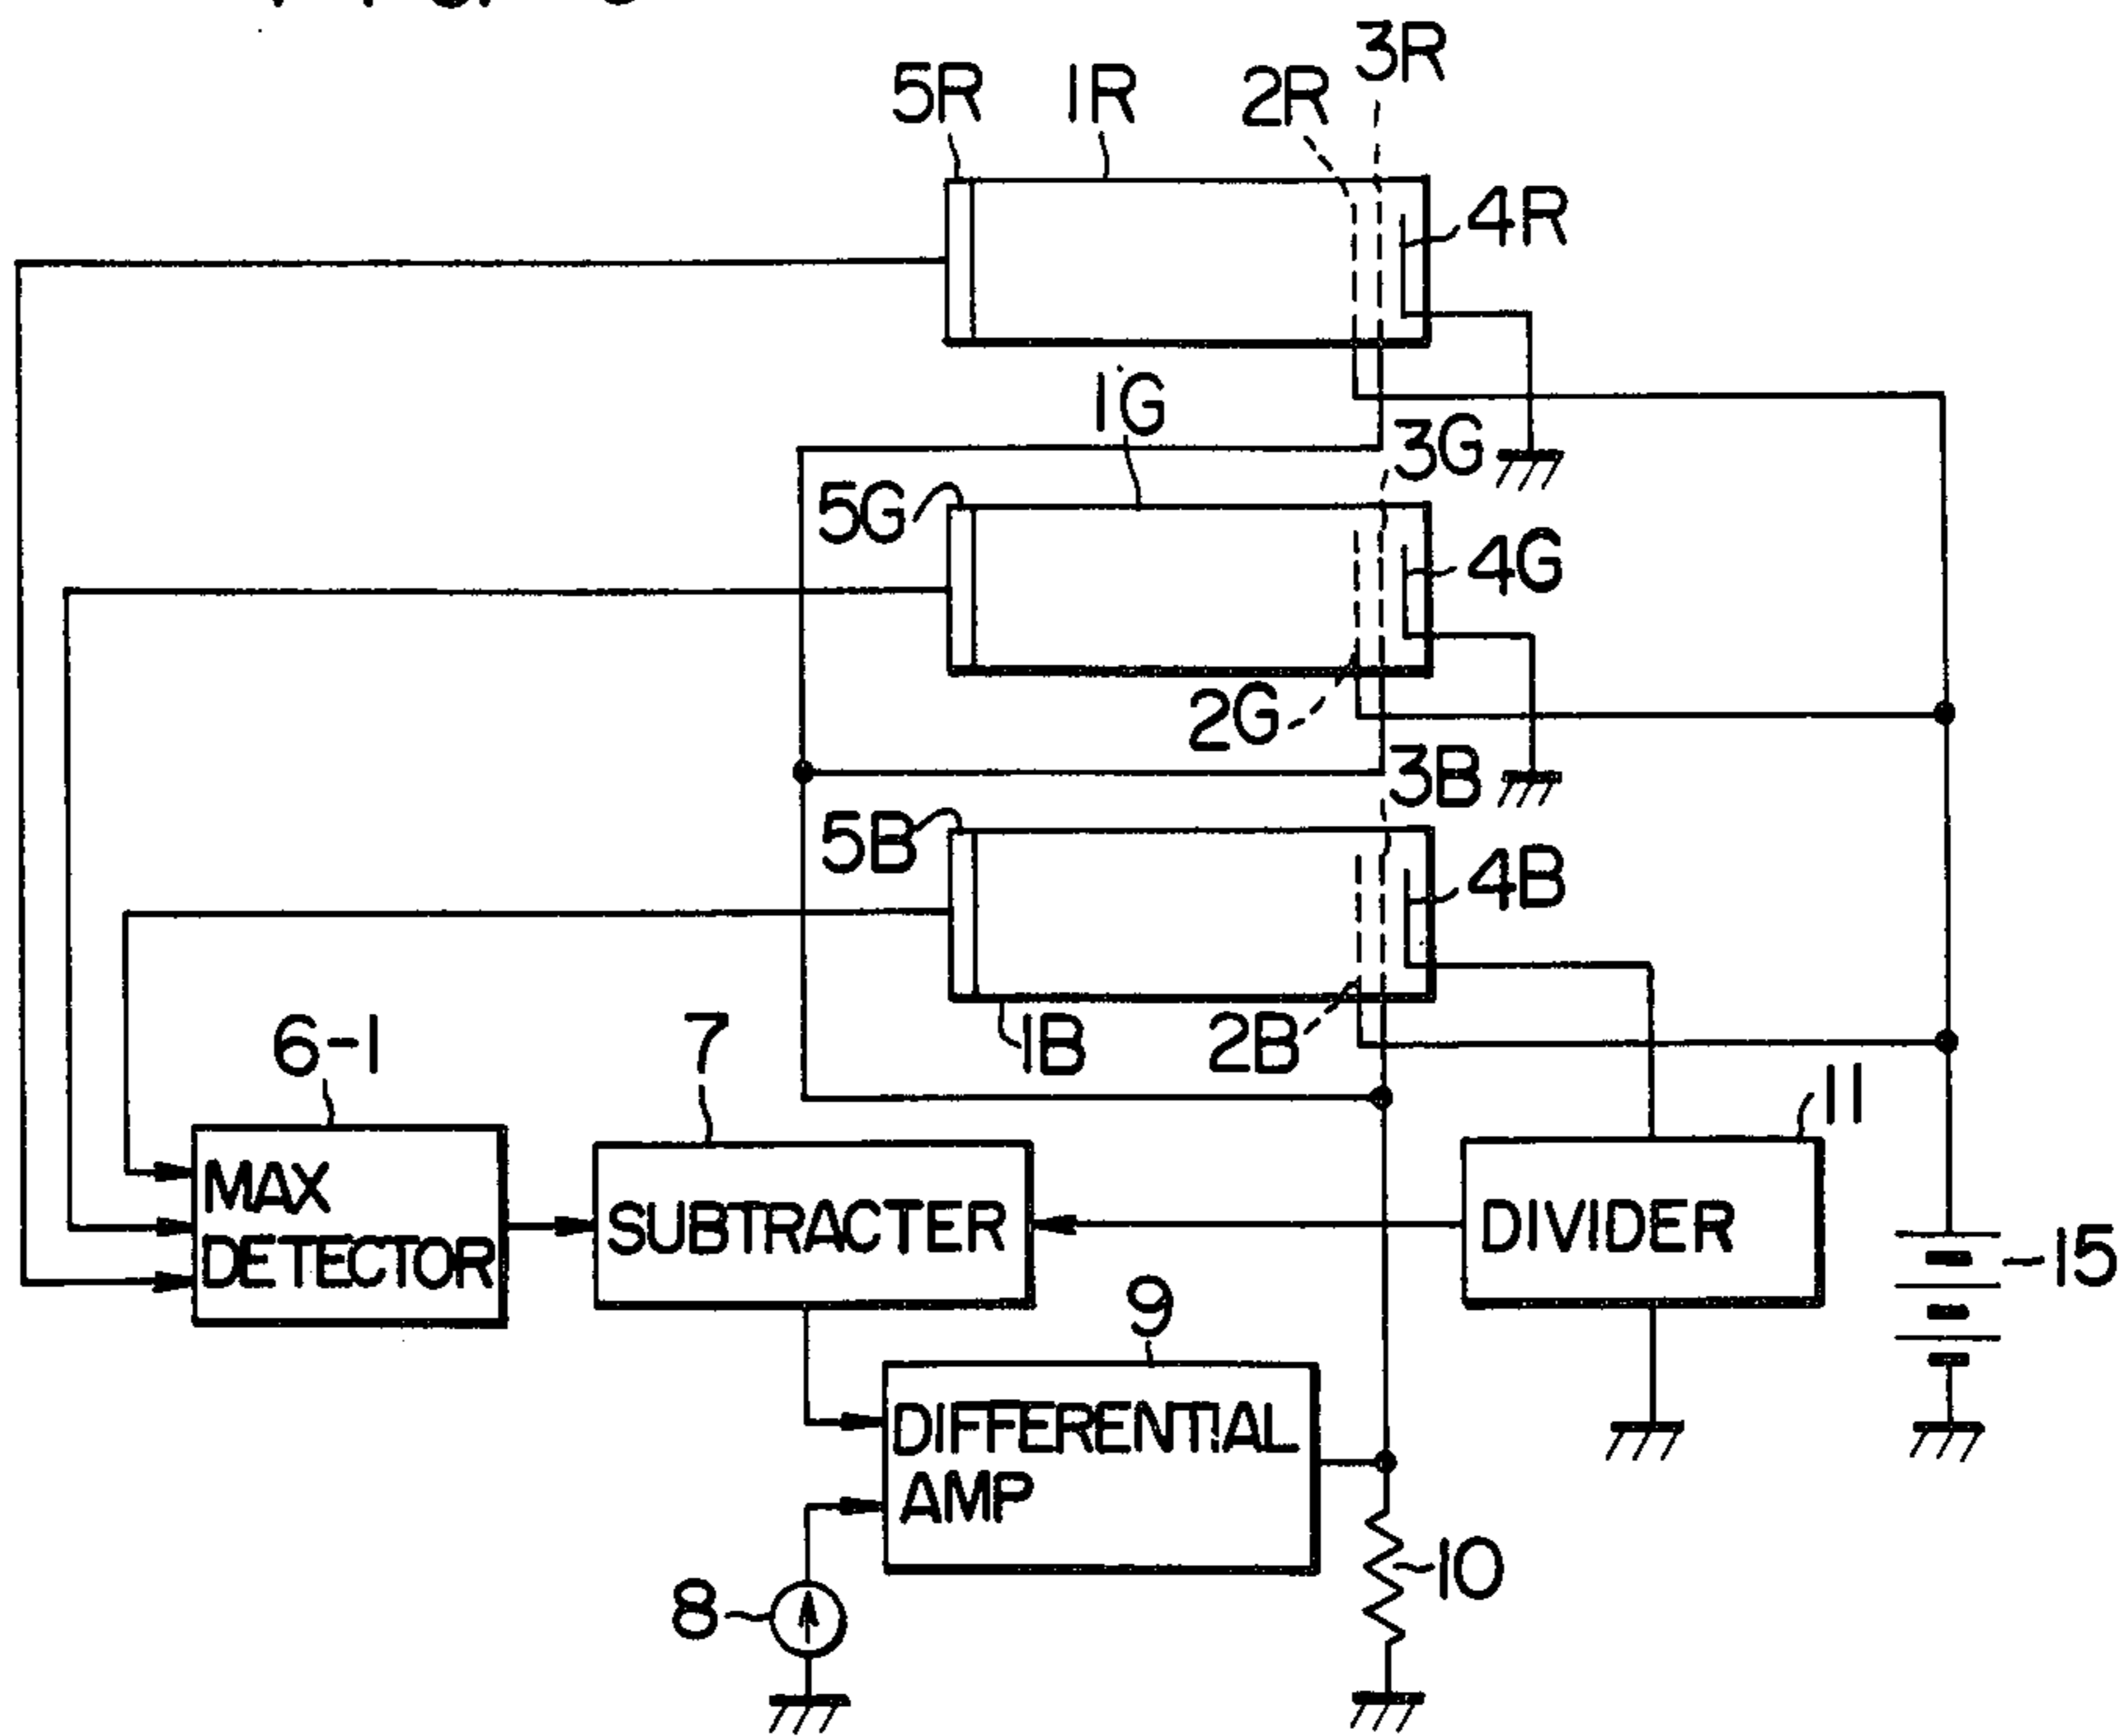 5R 1R 2R 3R
4R
1G
3G
5G
4G
2G
3B
5B
4B
1B 2B
6-1 7 11
MAX
DETECTOR
SUBTRACTER
DIVIDER
15
9
DIFFERENTIAL
AMP
8
10